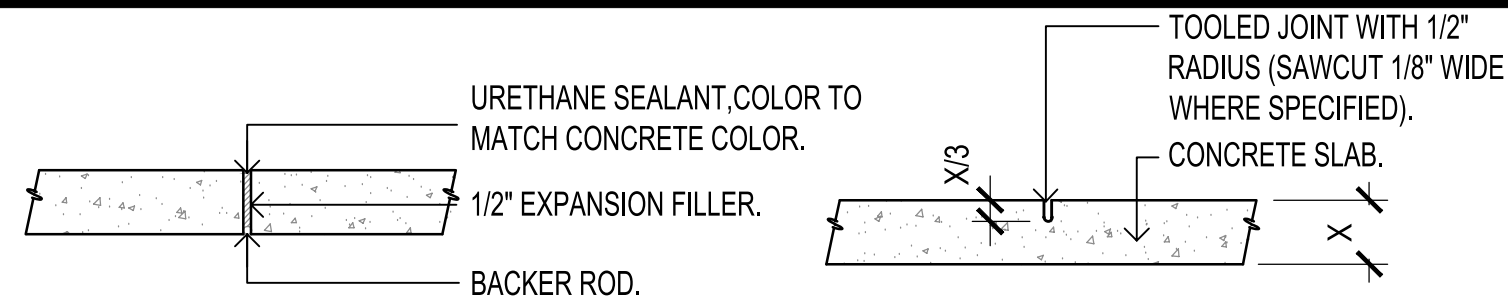 URETHANE SEALANT,COLOR TO
MATCH CONCRETE COLOR.
1/2" EXPANSION FILLER.
BACKER ROD.
TOOLED JOINT WITH 1/2"
RADIUS (SAWCUT 1/8" WIDE
WHERE SPECIFIED).
CONCRETE SLAB.
X/3
X